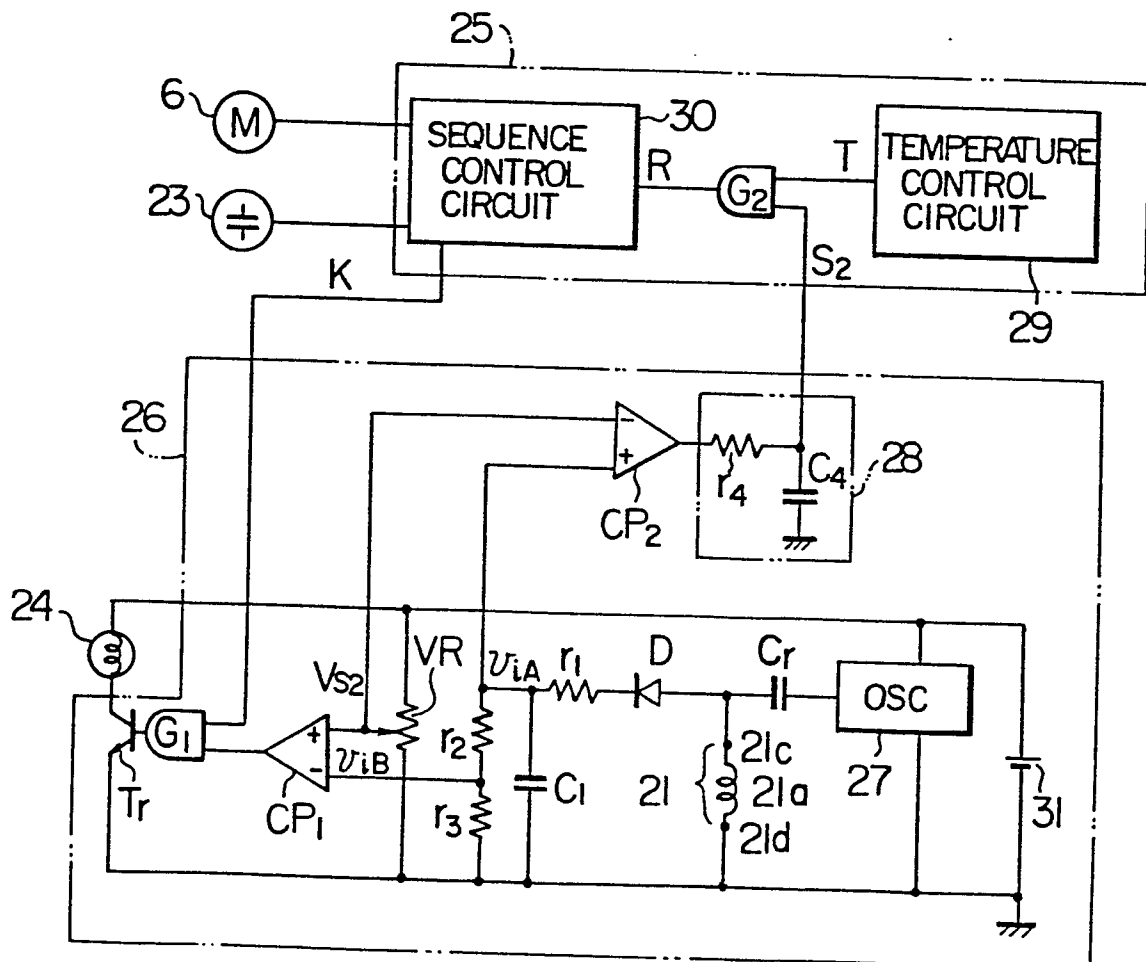 25
6
M
30
SEQUENCE
CONTROL
CIRCUIT
R
G2
T
TEMPERATURE
CONTROL
CIRCUIT
23
K
S2
29
26
-
+
r4
C4
28
CP2
24
VS2
VR
viA
r1
D
Cr
OSC
G1
+
-
viB
r2
Tr
CP1
r3
C1
21
21c
21a
21d
27
31